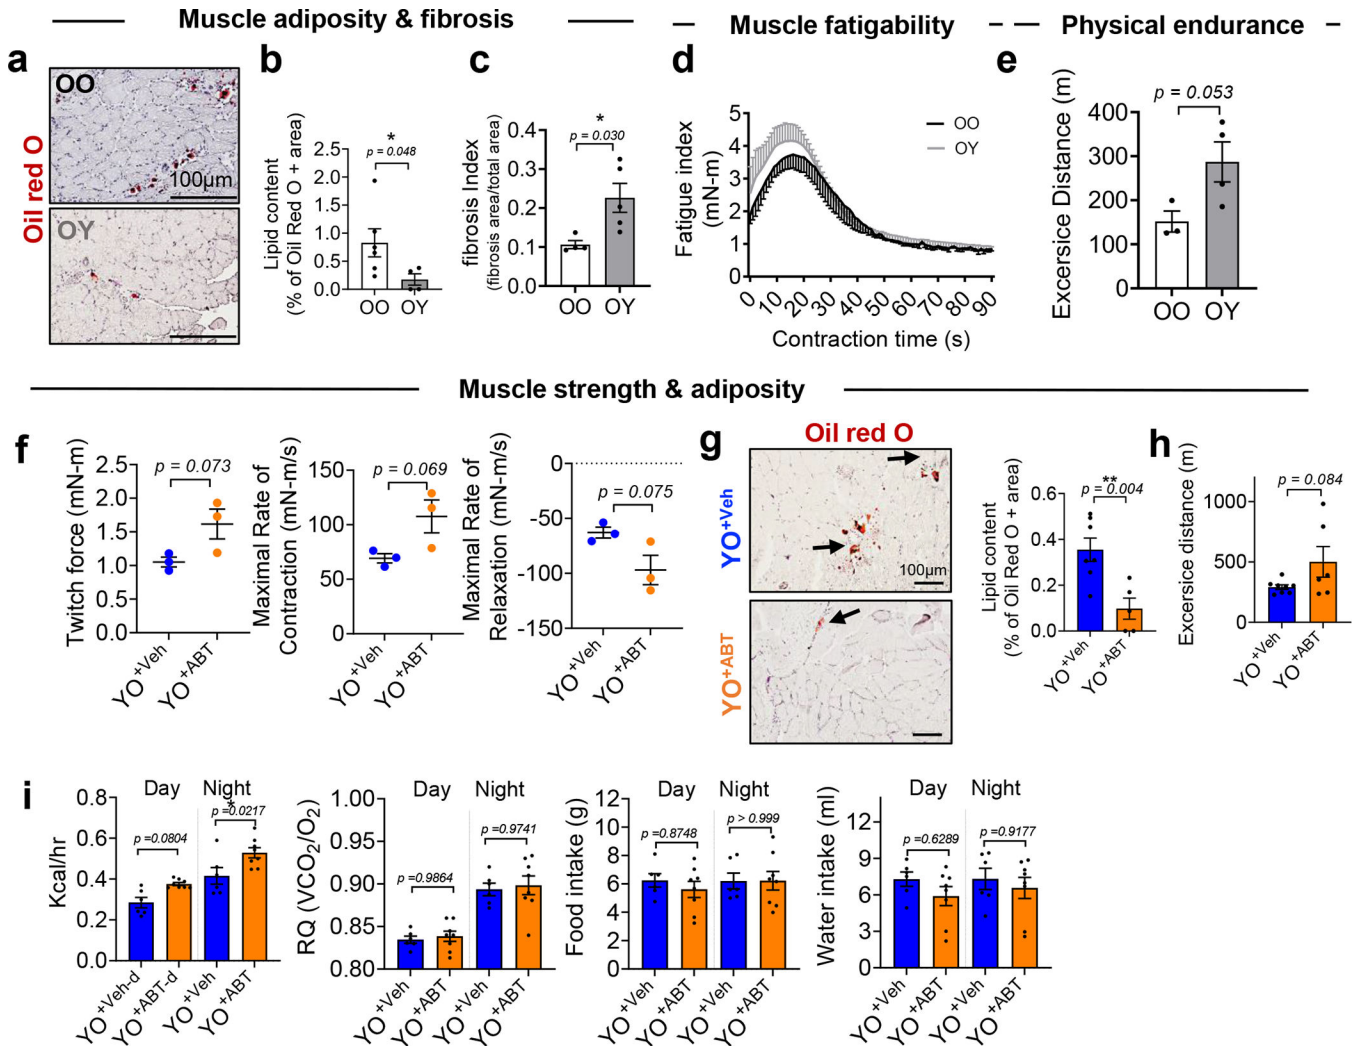 Muscle adiposity & fibrosis
Muscle fatigability
Physical endurance
a
Oil red O
OO
100µm
OY
b
Lipid content
(% of Oil Red O + area)
2.5
2.0
1.5
1.0
0.5
0.0
*
p = 0.048
OO
OY
c
fibrosis Index
(fibrosis area/total area)
0.4
0.3
0.2
0.1
0.0
*
p = 0.030
OO
OY
d
Fatigue index
(mN-m)
5
4
3
2
1
0
OO
OY
0 10 20 30 40 50 60 70 80 90
Contraction time (s)
e
Excersice Distance (m)
400
300
200
100
0
p = 0.053
OO
OY
Muscle strength & adiposity
f
Twitch force (mN-m)
2.5
2.0
1.5
1.0
0.5
0.0
p = 0.073
YO+Veh
YO+ABT
Maximal Rate of
Contraction (mN-m/s)
150
100
50
0
p = 0.069
YO+Veh
YO+ABT
Maximal Rate of
Relaxation (mN-m/s)
0
-50
-100
-150
p = 0.075
YO+Veh
YO+ABT
g
Oil red O
YO+Veh
100µm
YO+ABT
Lipid content
(% of Oil Red O + area)
0.6
0.4
0.2
0.0
**
p = 0.004
YO+Veh
YO+ABT
h
Excersice distance (m)
1000
500
0
p = 0.084
YO+Veh
YO+ABT
i
Kcal/hr
0.8
0.6
0.4
0.2
0.0
Day
Night
p =0.0804
*
p =0.0217
YO+Veh-d
YO+ABT-d
YO+Veh
YO+ABT
RQ (VCO2/O2)
1.00
0.95
0.90
0.85
0.80
Day
Night
p =0.9864
p =0.9741
YO+Veh
YO+ABT
YO+Veh
YO+ABT
Food intake (g)
12
10
8
6
4
2
0
Day
Night
p =0.8748
p > 0.999
YO+Veh
YO+ABT
YO+Veh
YO+ABT
Water intake (ml)
12
9
6
3
0
Day
Night
p =0.6289
p =0.9177
YO+Veh
YO+ABT
YO+Veh
YO+ABT